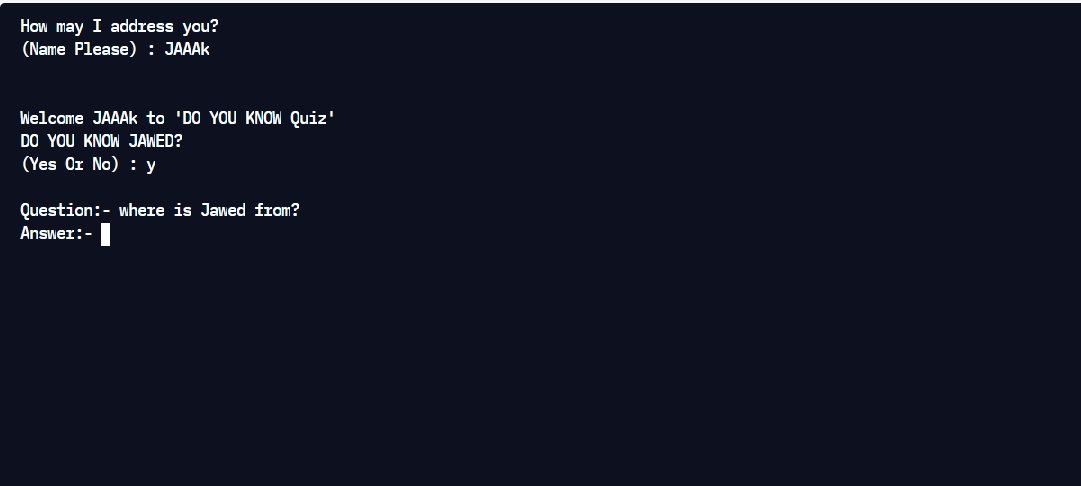 How may I address you?
(Name Please) : JAAAk
Welcome JAAAk to 'DO YOU KNOW Quiz'
DO YOU KNOW JAWED?
(Yes Or No) : y
Question:- where is Jawed from?
Answer:-